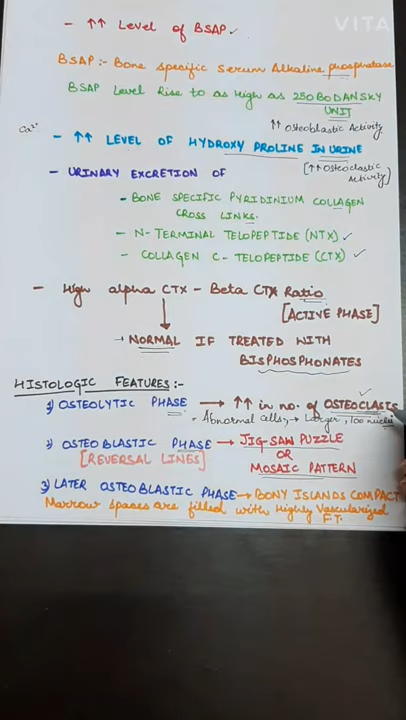 VITA
- ↑↑ Level of BSAP ✓
BSAP :- Bone specific Serum Alkaline phosphatase
BSAP Level Rise to as High as 250 BODANSKY
UNIT
↑↑ Osteoblastic Activity
Ca²⁺
- ↑↑ LEVEL OF HYDROXY PROLINE IN URINE
[↑↑Osteoclastic
Activity]
- URINARY EXCRETION OF
- BONE SPECIFIC PYRIDINIUM COLLAGEN
CROSS LINKS.
- N- TERMINAL TELOPEPTIDE (NTX) ✓
- COLLAGEN C- TELOPEPTIDE (CTX) ✓
- High alpha CTX - Beta CTX Ratio
[ACTIVE PHASE]
→ NORMAL IF TREATED WITH
BISPHOSPHONATES
HISTOLOGIC FEATURES :-
1) OSTEOLYTIC PHASE → ↑↑ in no. of OSTEOCLASTS
- Abnormal cells, → Larger, 100 nuclei
2) OSTEOBLASTIC PHASE → JIG-SAW PUZZLE
[REVERSAL LINES] OR
MOSAIC PATTERN
3) LATER OSTEOBLASTIC PHASE → BONY ISLANDS COMPACT
Marrow spases are filled with Highly Vascularized
F.T.